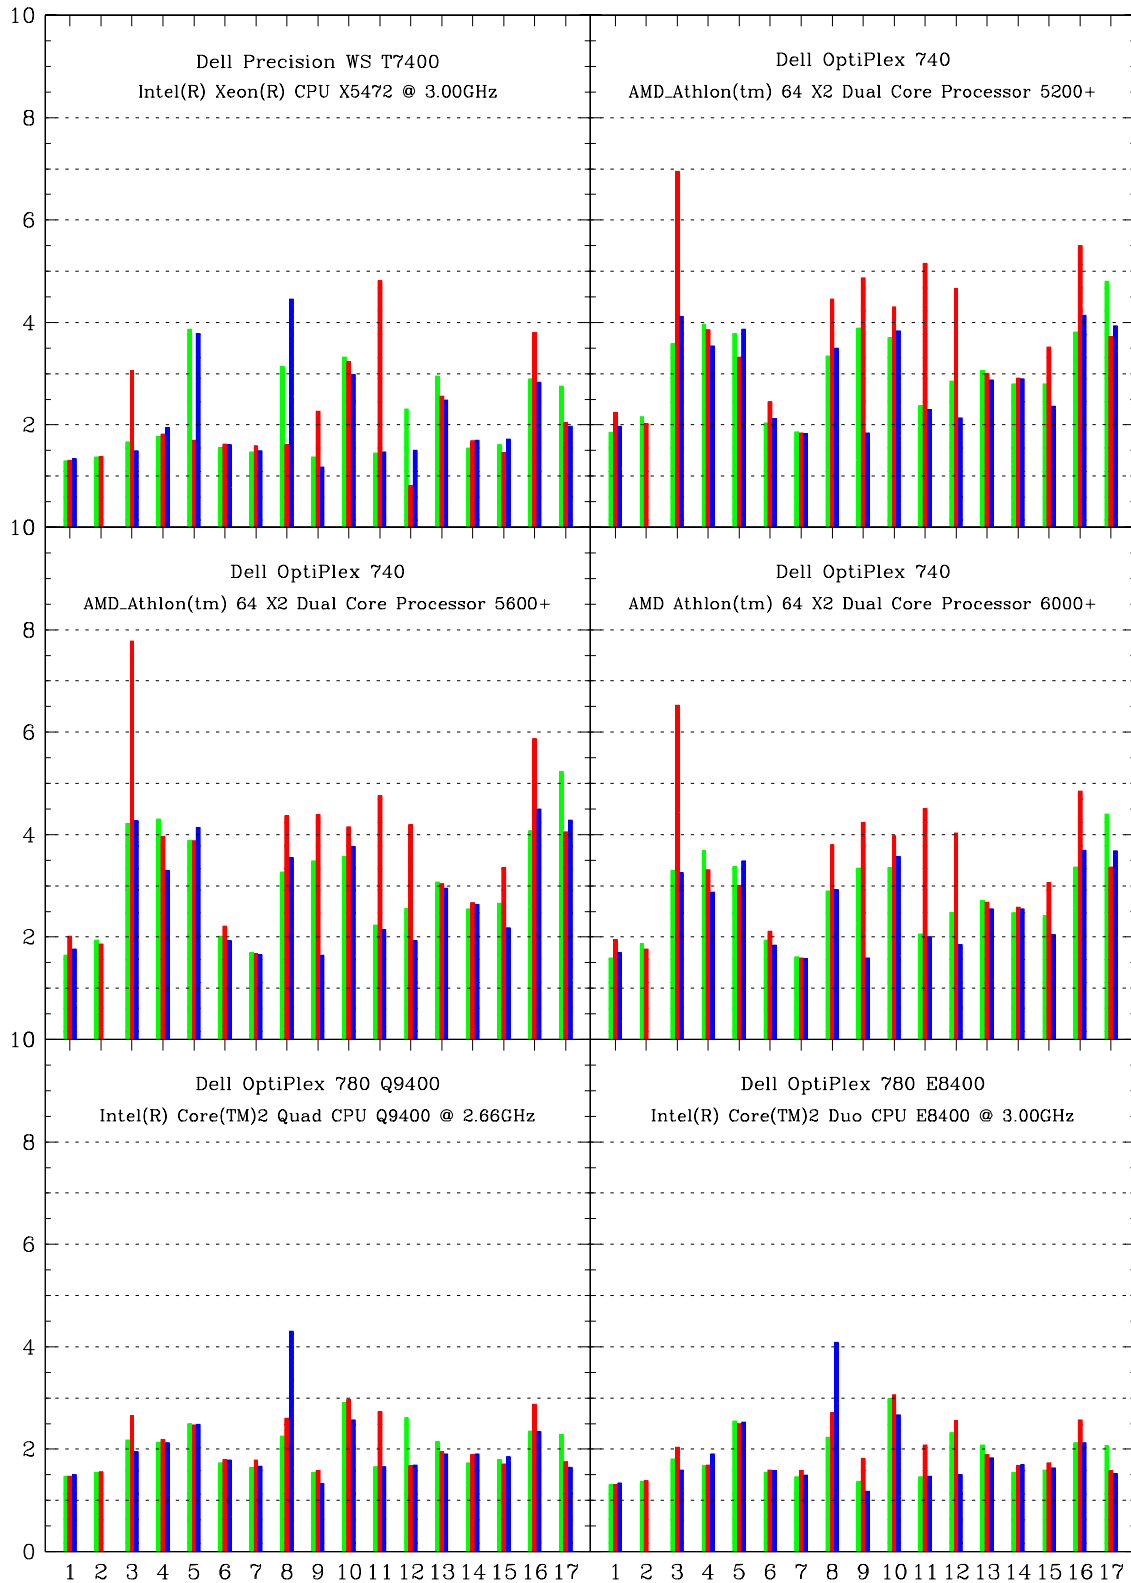 10
Dell Precision WS T7400
Intel(R) Xeon(R) CPU X5472 @ 3.00GHz
8
6
4
2
Dell OptiPlex 740
AMD_Athlon(tm) 64 X2 Dual Core Processor 5200+
10
Dell OptiPlex 740
AMD_Athlon(tm) 64 X2 Dual Core Processor 5600+
8
6
4
2
Dell OptiPlex 740
AMD Athlon(tm) 64 X2 Dual Core Processor 6000+
10
Dell OptiPlex 780 Q9400
Intel(R) Core(TM)2 Quad CPU Q9400 @ 2.66GHz
8
6
4
2
0
Dell OptiPlex 780 E8400
Intel(R) Core(TM)2 Duo CPU E8400 @ 3.00GHz
1 2 3 4 5 6 7 8 9 10 11 12 13 14 15 16 17
1 2 3 4 5 6 7 8 9 10 11 12 13 14 15 16 17